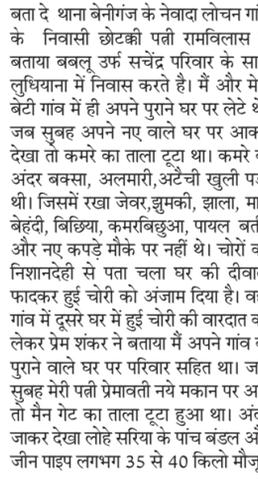 बता दे थाना बेनीगंज के नेवादा लोचन गां
के निवासी छोटक्की पत्नी रामविलास
बताया बबलू उर्फ सचेंद्र परिवार के सा
लुधियाना में निवास करते है। मैं और मे
बेटी गांव में ही अपने पुराने घर पर लेटे थे
जब सुबह अपने नए वाले घर पर आक
देखा तो कमरे का ताला टूटा था। कमरे व
अंदर बक्सा, अलमारी,अटैची खुली प
थी। जिसमें रखा जेवर,झुमकी, झाला, मा
बेहंदी, बिछिया, कमरबिछुआ, पायल बर्त
और नए कपड़े मौके पर नहीं थे। चोरों व
निशानदेही से पता चला घर की दीवा
फादकर हुई चोरी को अंजाम दिया है। व
गांव में दूसरे घर में हुई चोरी की वारदात व
लेकर प्रेम शंकर ने बताया मैं अपने गांव व
पुराने वाले घर पर परिवार सहित था। ज
सुबह मेरी पत्नी प्रेमावती नये मकान पर अ
तो मैन गेट का ताला टूटा हुआ था। अंद
जाकर देखा लोहे सरिया के पांच बंडल औ
जीन पाइप लगभग 35 से 40 किलो मौजू